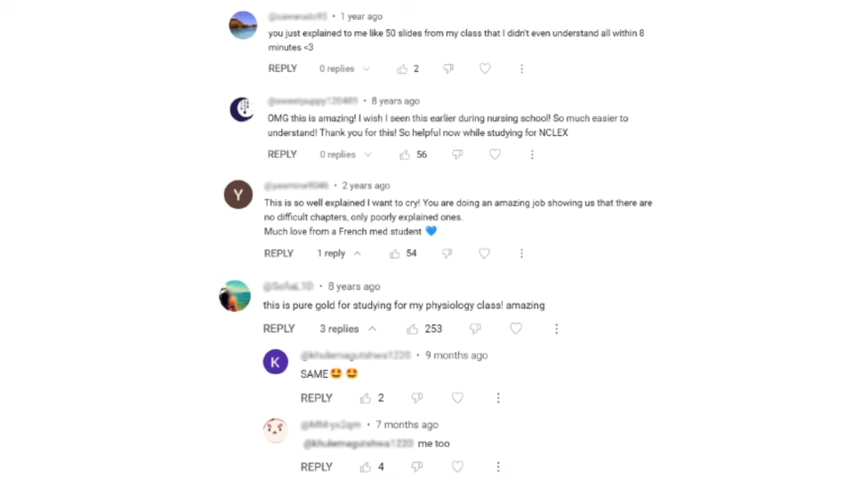 • 1 year ago
you just explained to me like 50 slides from my class that I didn't even understand all within 8
minutes <3
REPLY 0 replies 2
• 8 years ago
OMG this is amazing! I wish I seen this earlier during nursing school! So much easier to
understand! Thank you for this! So helpful now while studying for NCLEX
REPLY 0 replies 56
Y
• 2 years ago
This is so well explained I want to cry! You are doing an amazing job showing us that there are
no difficult chapters, only poorly explained ones.
Much love from a French med student 💙
REPLY 1 reply 54
• 8 years ago
this is pure gold for studying for my physiology class! amazing
REPLY 3 replies 253
K
• 9 months ago
SAME🤩 🤩
REPLY 2
• 7 months ago
me too
REPLY 4